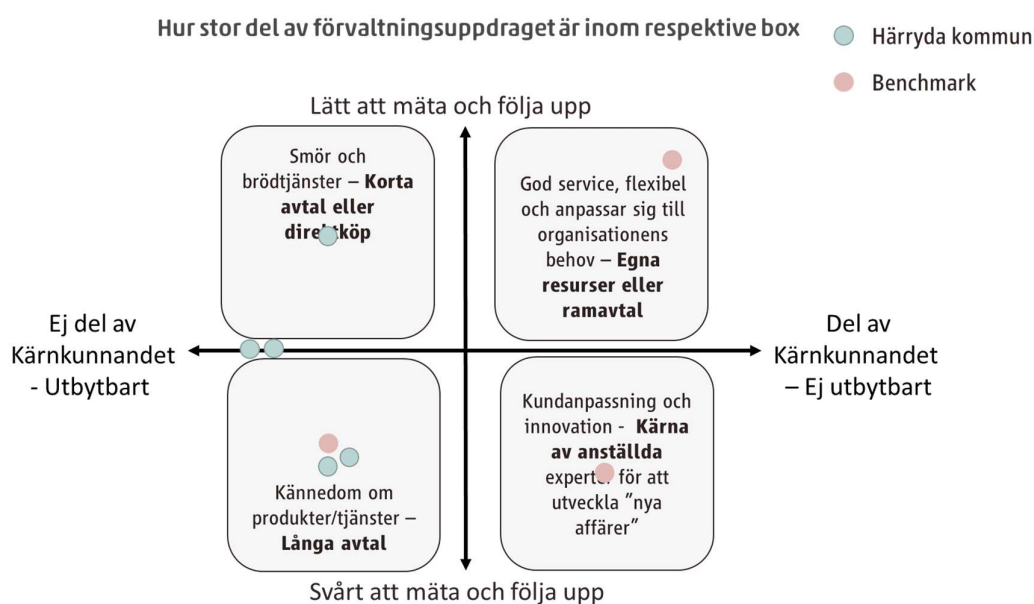 Hur stor del av förvaltningsuppdraget är inom respektive box
Härryda kommun
Benchmark
Lätt att mäta och följa upp
Smör och
brödtjänster – Korta
avtal eller
direktköp
God service, flexibel
och anpassar sig till
organisationens
behov – Egna
resurser eller
ramavtal
Ej del av
Kärnkunnandet
- Utbytbart
Del av
Kärnkunnandet
– Ej utbytbart
Kännedom om
produkter/tjänster –
Långa avtal
Kundanpassning och
innovation - Kärna
av anställda
experter för att
utveckla ”nya
affärer”
Svårt att mäta och följa upp